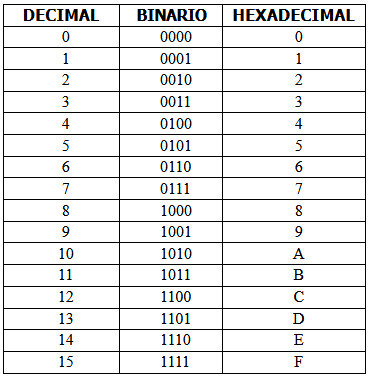 DECIMAL BINARIO HEXADECIMAL
0 0000 0
1 0001 1
2 0010 2
3 0011 3
4 0100 4
5 0101 5
6 0110 6
7 0111 7
8 1000 8
9 1001 9
10 1010 A
11 1011 B
12 1100 C
13 1101 D
14 1110 E
15 1111 F